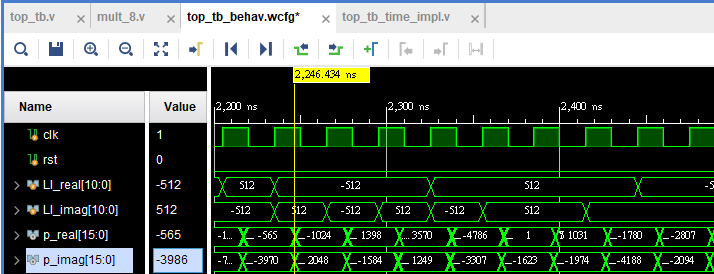 top_tb.v mult_8.v top_tb_behav.wcfg* top_tb_time_impl.v
2,246.434 ns
Name Value
2,200 ns 2,300 ns 2,400 ns
clk 1
rst 0
LI_real[10:0] -512 512 -512 512 -5
LI_imag[10:0] 512 -512 512 -512 512 -512 512
p_real[15:0] -565 -1... -565 -1024 1398 3570 -4786 1 1031 -1780 -2807
p_imag[15:0] -3986 -7... -3970 2048 -1584 1249 -3307 -1623 -1974 -4188 -2094